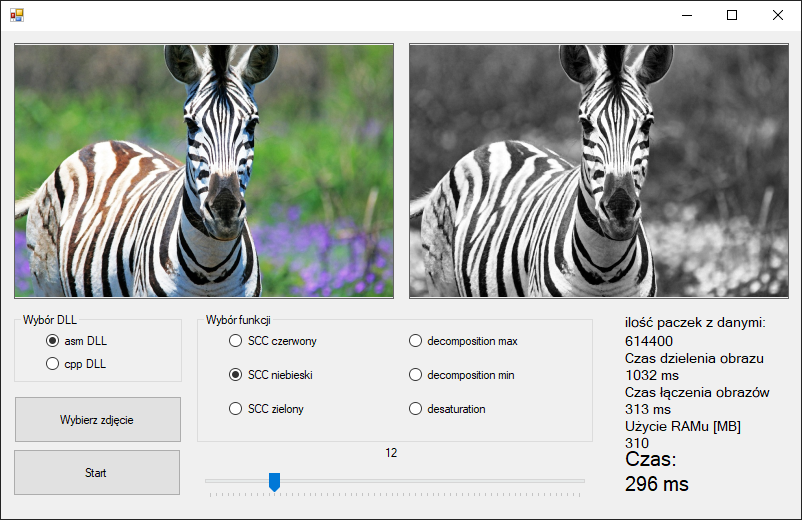 Wybór DLL
asm DLL
cpp DLL
Wybierz zdjęcie
Start
Wybór funkcji
SCC czerwony
SCC niebieski
SCC zielony
decomposition max
decomposition min
desaturation
12
ilość paczek z danymi:
614400
Czas dzielenia obrazu
1032 ms
Czas łączenia obrazów
313 ms
Użycie RAMu [MB]
310
Czas:
296 ms